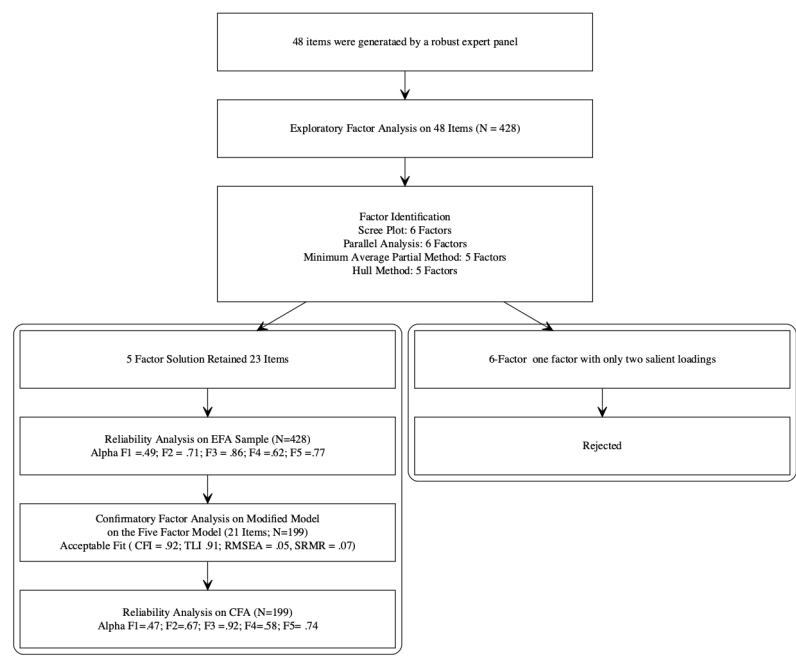 48 items were generataed by a robust expert panel
Exploratory Factor Analysis on 48 Items (N = 428)
Factor Identification
Scree Plot: 6 Factors
Parallel Analysis: 6 Factors
Minimum Average Partial Method: 5 Factors
Hull Method: 5 Factors
5 Factor Solution Retained 23 Items
Reliability Analysis on EFA Sample (N=428)
Alpha F1 =.49; F2 = .71; F3 = .86; F4 =.62; F5 =.77
Confirmatory Factor Analysis on Modified Model
on the Five Factor Model (21 Items; N=199)
Acceptable Fit ( CFI = .92; TLI .91; RMSEA = .05, SRMR = .07)
Reliability Analysis on CFA (N=199)
Alpha F1=.47; F2=.67; F3 =.92; F4=.58; F5= .74
6-Factor one factor with only two salient loadings
Rejected